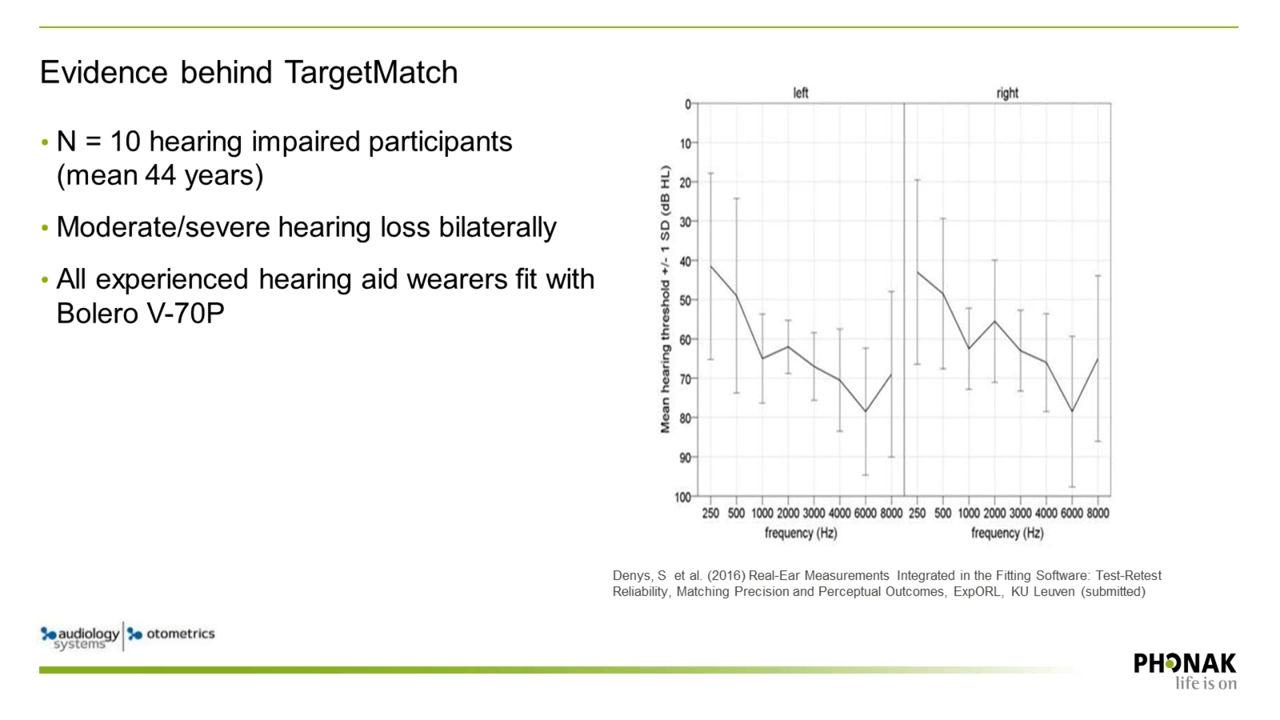 Evidence behind TargetMatch
• N = 10 hearing impaired participants
(mean 44 years)
• Moderate/severe hearing loss bilaterally
• All experienced hearing aid wearers fit with
Bolero V-70P
left
right
Mean hearing threshold +/- 1 SD (dB HL)
0
10
20
30
40
50
60
70
80
90
100
250 500 1000 2000 3000 4000 6000 8000 250 500 1000 2000 3000 4000 6000 8000
frequency (Hz) frequency (Hz)
Denys, S et al. (2016) Real-Ear Measurements Integrated in the Fitting Software: Test-Retest
Reliability, Matching Precision and Perceptual Outcomes, ExpORL, KU Leuven (submitted)
audiology
systems
otometrics
PHONAK
life is on